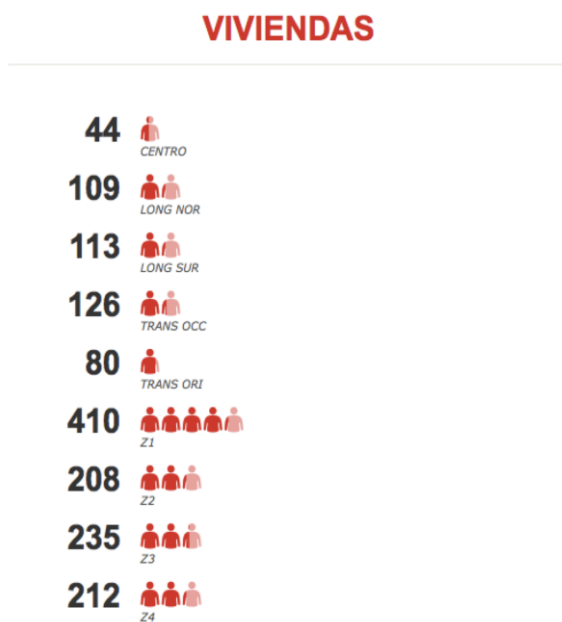 VIVIENDAS
44
CENTRO
109
LONG NOR
113
LONG SUR
126
TRANS OCC
80
TRANS ORI
410
Z1
208
Z2
235
Z3
212
Z4